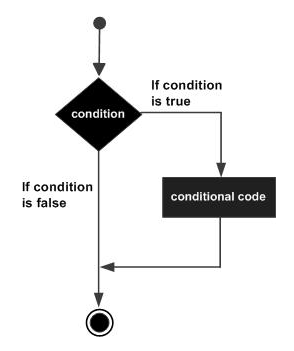 If condition
is true
condition
If condition
is false
conditional code